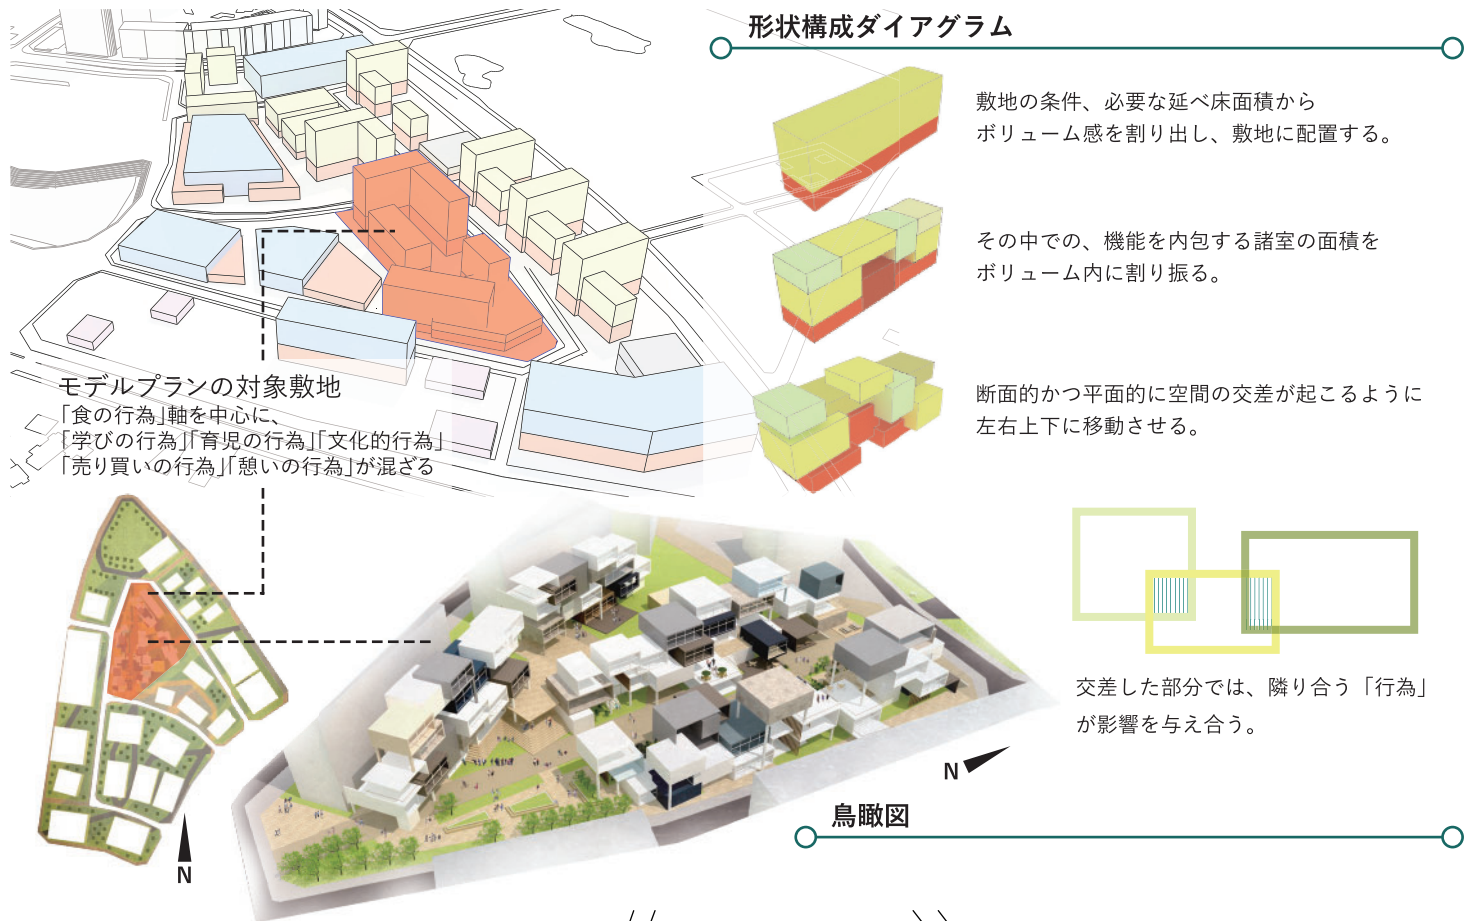 形状構成ダイアグラム
敷地の条件、必要な延べ床面積から
ボリューム感を割り出し、敷地に配置する。
その中での、機能を内包する諸室の面積を
ボリューム内に割り振る。
断面的かつ平面的に空間の交差が起こるように
左右上下に移動させる。
モデルプランの対象敷地
「食の行為」軸を中心に、
「学びの行為」「育児の行為」「文化的行為」
「売り買いの行為」「憩いの行為」が混ざる
交差した部分では、隣り合う「行為」
が影響を与え合う。
N
鳥瞰図
N